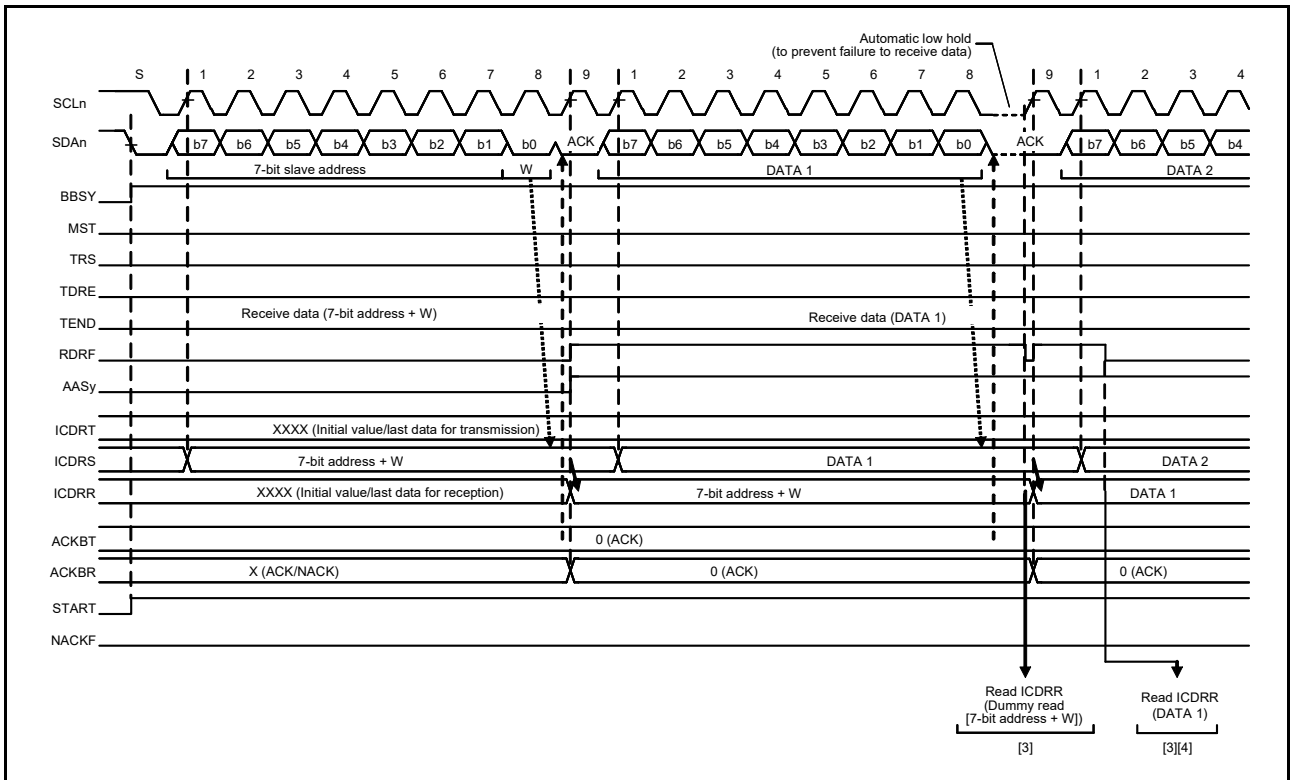 Automatic low hold
(to prevent failure to receive data)
S 1 2 3 4 5 6 7 8 9 1 2 3 4 5 6 7 8 9 1 2 3 4
SCLn
SDAn b7 b6 b5 b4 b3 b2 b1 b0 ACK b7 b6 b5 b4 b3 b2 b1 b0 ACK b7 b6 b5 b4
7-bit slave address W DATA 1 DATA 2
BBSY
MST
TRS
TDRE
Receive data (7-bit address + W) Receive data (DATA 1)
TEND
RDRF
AASy
ICDRT XXXX (Initial value/last data for transmission)
ICDRS 7-bit address + W DATA 1 DATA 2
ICDRR XXXX (Initial value/last data for reception) 7-bit address + W DATA 1
ACKBT 0 (ACK)
ACKBR X (ACK/NACK) 0 (ACK) 0 (ACK)
START
NACKF
Read ICDRR
(Dummy read
[7-bit address + W])
[3]
Read ICDRR
(DATA 1)
[3][4]